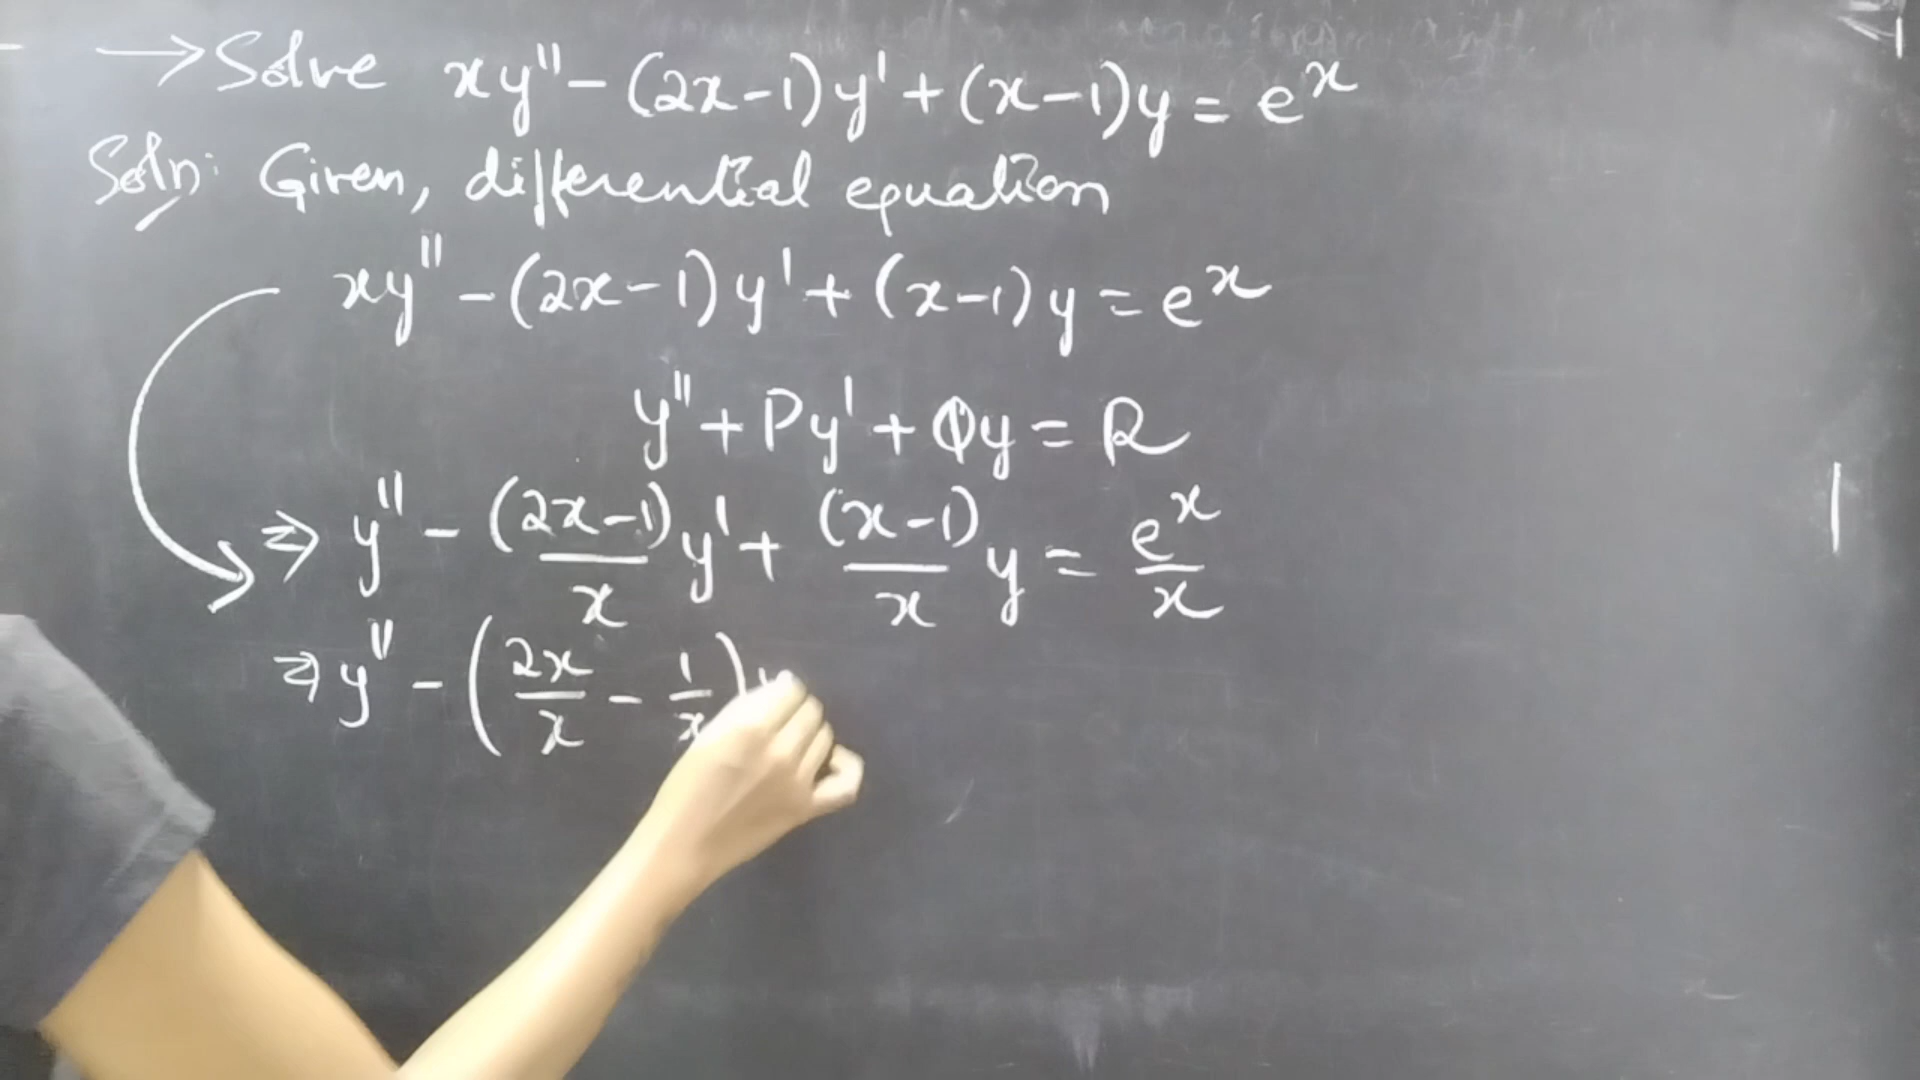 → Solve xy'' - (2x-1)y' + (x-1)y = e^x
Soln: Given, differential equation
xy'' - (2x-1)y' + (x-1)y = e^x
y'' + Py' + Qy = R
⇒ y'' - (2x-1)/x y' + (x-1)/x y = e^x/x
⇒ y'' - (2x/x - 1/x)